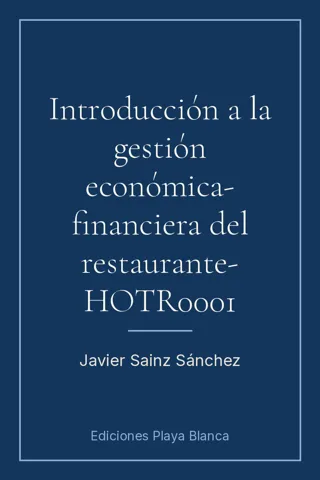 Introducción a la
gestión
económica-
financiera del
restaurante-
HOTR0001
Javier Sainz Sánchez
Ediciones Playa Blanca